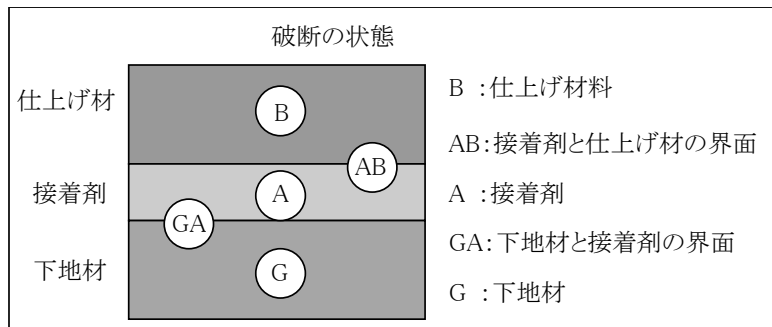 破断の状態
仕上げ材
接着剤
下地材
B
AB
A
GA
G
B :仕上げ材料
AB:接着剤と仕上げ材の界面
A :接着剤
GA:下地材と接着剤の界面
G :下地材